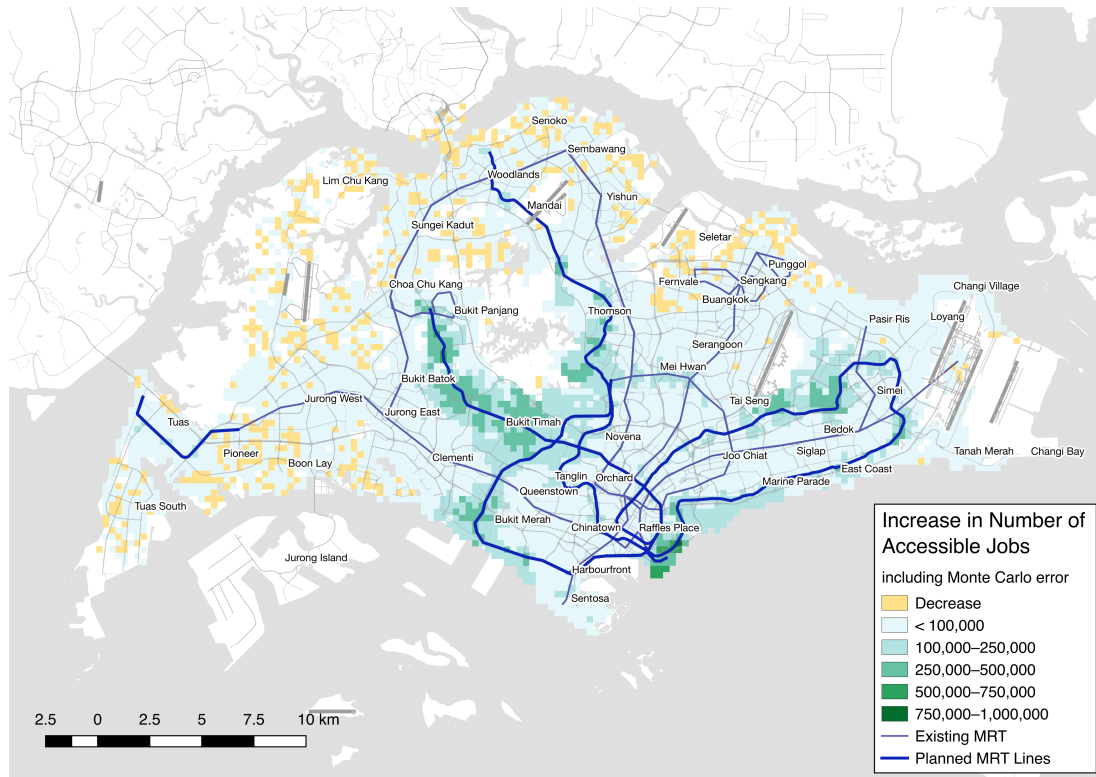 Senoko
Sembawang
Woodlands
Lim Chu Kang
Yishun
Mandai
Sungei Kadut
Seletar
Punggol
Fernvale
Sengkang
Choa Chu Kang
Changi Village
Buangkok
Bukit Panjang
Thomson
Loyang
Pasir Ris
Serangoon
Mei Hwan
Bukit Batok
Simei
Jurong West
Tai Seng
Jurong East
Tuas
Bukit Timah
Bedok
Novena
Pioneer
Siglap
Tanah Merah
Changi Bay
Joo Chiat
Clementi
Boon Lay
East Coast
Tanglin
Orchard
Marine Parade
Queenstown
Tuas South
Bukit Merah
Chinatown
Raffles Place
Jurong Island
Harbourfront
Sentosa
Increase in Number of
Accessible Jobs
including Monte Carlo error
Decrease
< 100,000
100,000–250,000
250,000–500,000
500,000–750,000
750,000–1,000,000
Existing MRT
Planned MRT Lines
2.5 0 2.5 5 7.5 10 km